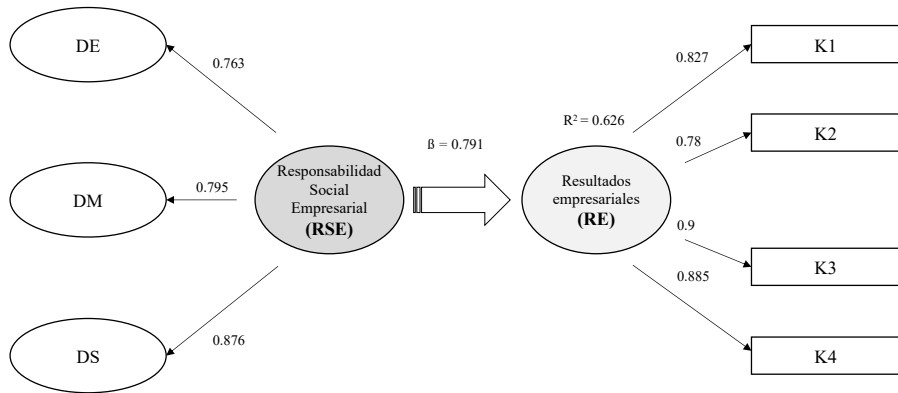 DE
K1
0.763
0.827
R² = 0.626
K2
0.78
ß = 0.791
0.795
DM
Responsabilidad
Social
Empresarial
(RSE)
Resultados
empresariales
(RE)
0.9
K3
0.885
0.876
DS
K4